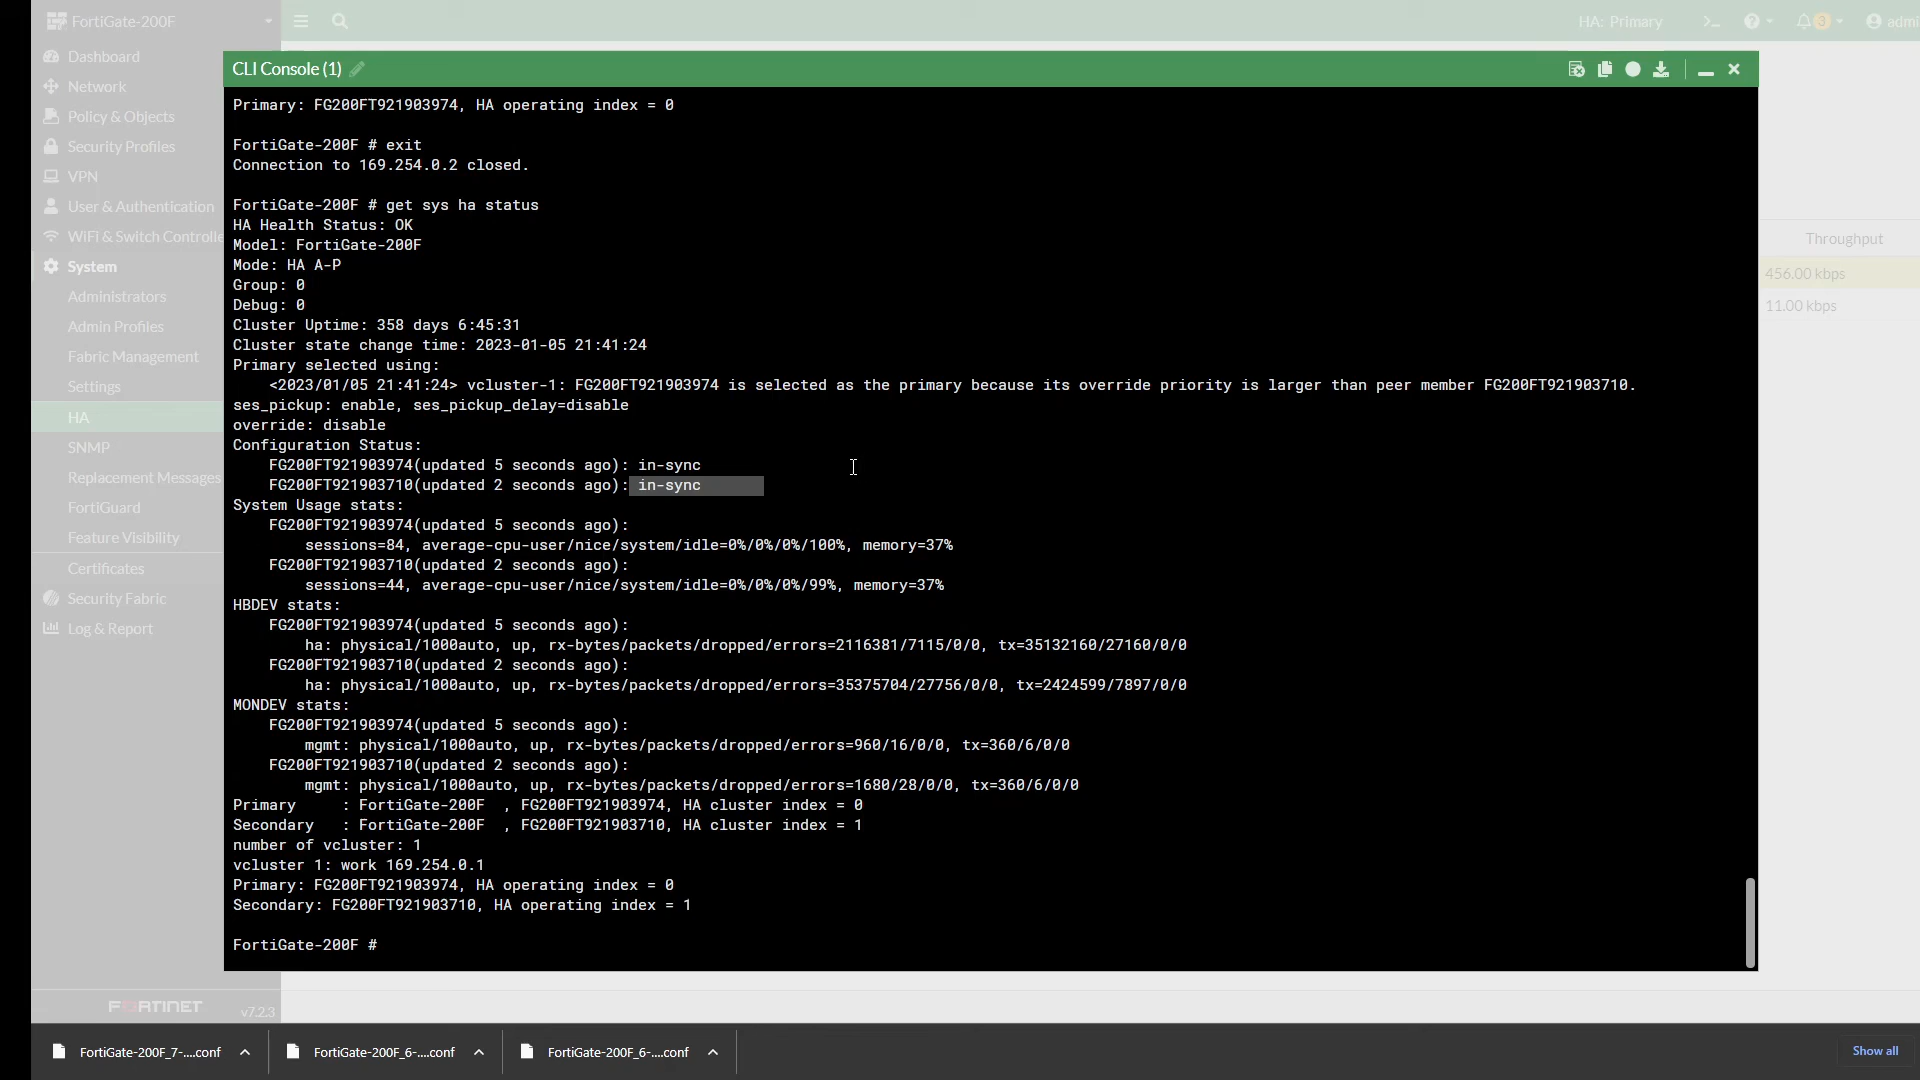 FortiGate-200F
HA: Primary
3
Dashboard
Network
Policy & Objects
Security Profiles
VPN
User & Authentication
WiFi & Switch Controlle
System
Administrators
Admin Profiles
Fabric Management
Settings
HA
SNMP
Replacement Messages
FortiGuard
Feature Visibility
Certificates
Security Fabric
Log & Report
FORTINET
v7.2.3
CLI Console (1)
Primary: FG200FT921903974, HA operating index = 0
FortiGate-200F # exit
Connection to 169.254.0.2 closed.
FortiGate-200F # get sys ha status
HA Health Status: OK
Model: FortiGate-200F
Mode: HA A-P
Group: 0
Debug: 0
Cluster Uptime: 358 days 6:45:31
Cluster state change time: 2023-01-05 21:41:24
Primary selected using:
<2023/01/05 21:41:24> vcluster-1: FG200FT921903974 is selected as the primary because its override priority is larger than peer member FG200FT921903710.
ses_pickup: enable, ses_pickup_delay=disable
override: disable
Configuration Status:
FG200FT921903974(updated 5 seconds ago): in-sync
FG200FT921903710(updated 2 seconds ago): in-sync
System Usage stats:
FG200FT921903974(updated 5 seconds ago):
sessions=84, average-cpu-user/nice/system/idle=0%/0%/0%/100%, memory=37%
FG200FT921903710(updated 2 seconds ago):
sessions=44, average-cpu-user/nice/system/idle=0%/0%/0%/99%, memory=37%
HBDEV stats:
FG200FT921903974(updated 5 seconds ago):
ha: physical/1000auto, up, rx-bytes/packets/dropped/errors=2116381/7115/0/0, tx=35132160/27160/0/0
FG200FT921903710(updated 2 seconds ago):
ha: physical/1000auto, up, rx-bytes/packets/dropped/errors=35375704/27756/0/0, tx=2424599/7897/0/0
MONDEV stats:
FG200FT921903974(updated 5 seconds ago):
mgmt: physical/1000auto, up, rx-bytes/packets/dropped/errors=960/16/0/0, tx=360/6/0/0
FG200FT921903710(updated 2 seconds ago):
mgmt: physical/1000auto, up, rx-bytes/packets/dropped/errors=1680/28/0/0, tx=360/6/0/0
Primary : FortiGate-200F , FG200FT921903974, HA cluster index = 0
Secondary : FortiGate-200F , FG200FT921903710, HA cluster index = 1
number of vcluster: 1
vcluster 1: work 169.254.0.1
Primary: FG200FT921903974, HA operating index = 0
Secondary: FG200FT921903710, HA operating index = 1
FortiGate-200F #
admi
Throughput
456.00 kbps
11.00 kbps
FortiGate-200F_7-....conf
FortiGate-200F_6-....conf
FortiGate-200F_6-....conf
Show all